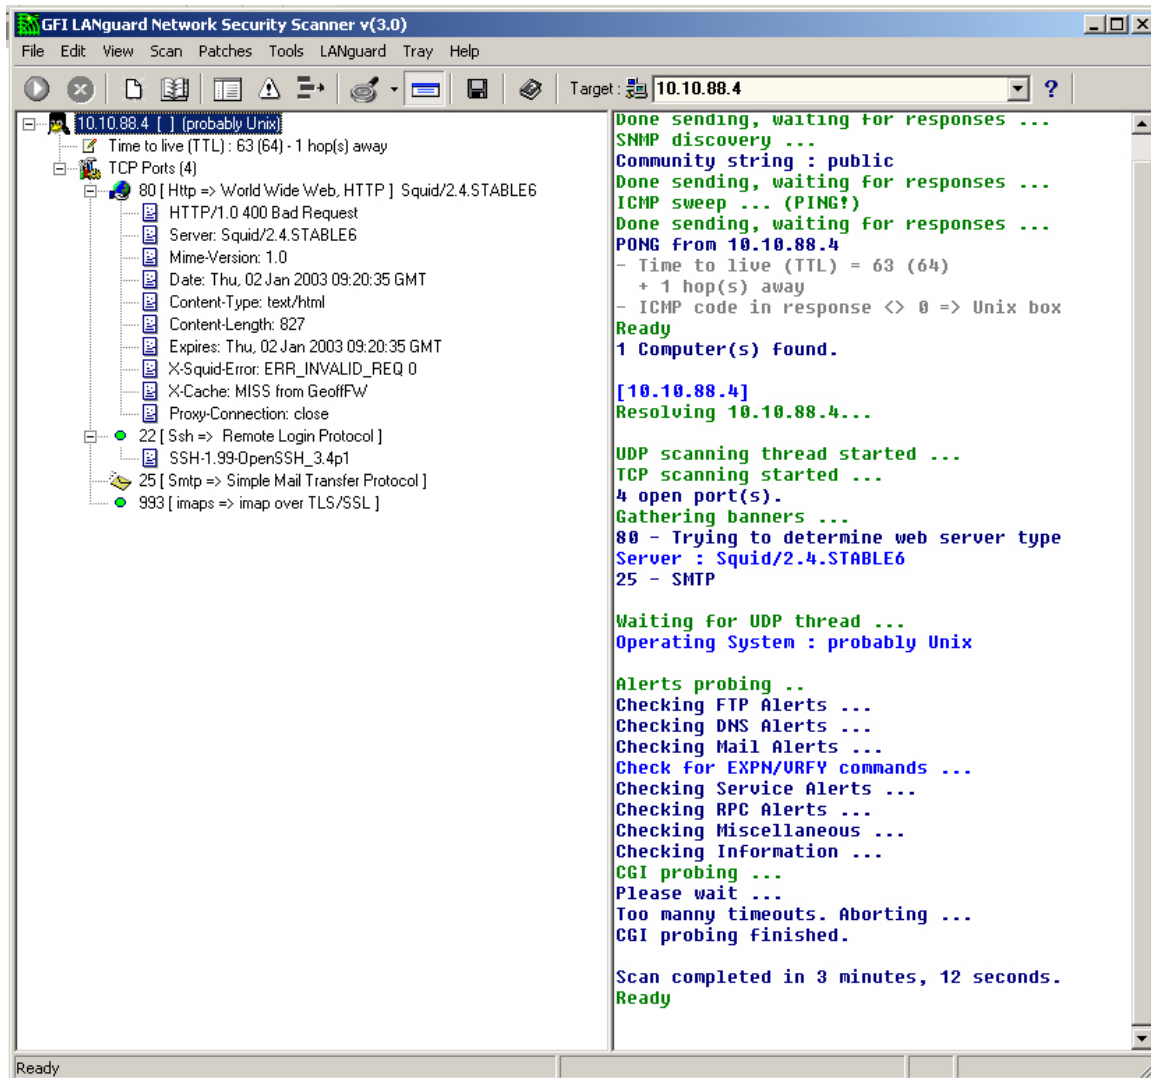 GFI LANguard Network Security Scanner v(3.0)
File Edit View Scan Patches Tools LANguard Tray Help
Target : 10.10.88.4 ?
10.10.88.4 [ ] (probably Unix)
Time to live (TTL) : 63 (64) - 1 hop(s) away
TCP Ports (4)
80 [ Http => World Wide Web, HTTP ] Squid/2.4.STABLE6
HTTP/1.0 400 Bad Request
Server: Squid/2.4.STABLE6
Mime-Version: 1.0
Date: Thu, 02 Jan 2003 09:20:35 GMT
Content-Type: text/html
Content-Length: 827
Expires: Thu, 02 Jan 2003 09:20:35 GMT
X-Squid-Error: ERR_INVALID_REQ 0
X-Cache: MISS from GeoffFW
Proxy-Connection: close
22 [ Ssh => Remote Login Protocol ]
SSH-1.99-OpenSSH_3.4p1
25 [ Smtp => Simple Mail Transfer Protocol ]
993 [ imaps => imap over TLS/SSL ]
Done sending, waiting for responses ...
SNMP discovery ...
Community string : public
Done sending, waiting for responses ...
ICMP sweep ... (PING!)
Done sending, waiting for responses ...
PONG from 10.10.88.4
- Time to live (TTL) = 63 (64)
+ 1 hop(s) away
- ICMP code in response <> 0 => Unix box
Ready
1 Computer(s) found.
[10.10.88.4]
Resolving 10.10.88.4...
UDP scanning thread started ...
TCP scanning started ...
4 open port(s).
Gathering banners ...
80 - Trying to determine web server type
Server : Squid/2.4.STABLE6
25 - SMTP
Waiting for UDP thread ...
Operating System : probably Unix
Alerts probing ..
Checking FTP Alerts ...
Checking DNS Alerts ...
Checking Mail Alerts ...
Check for EXPN/VRFY commands ...
Checking Service Alerts ...
Checking RPC Alerts ...
Checking Miscellaneous ...
Checking Information ...
CGI probing ...
Please wait ...
Too manny timeouts. Aborting ...
CGI probing finished.
Scan completed in 3 minutes, 12 seconds.
Ready
Ready